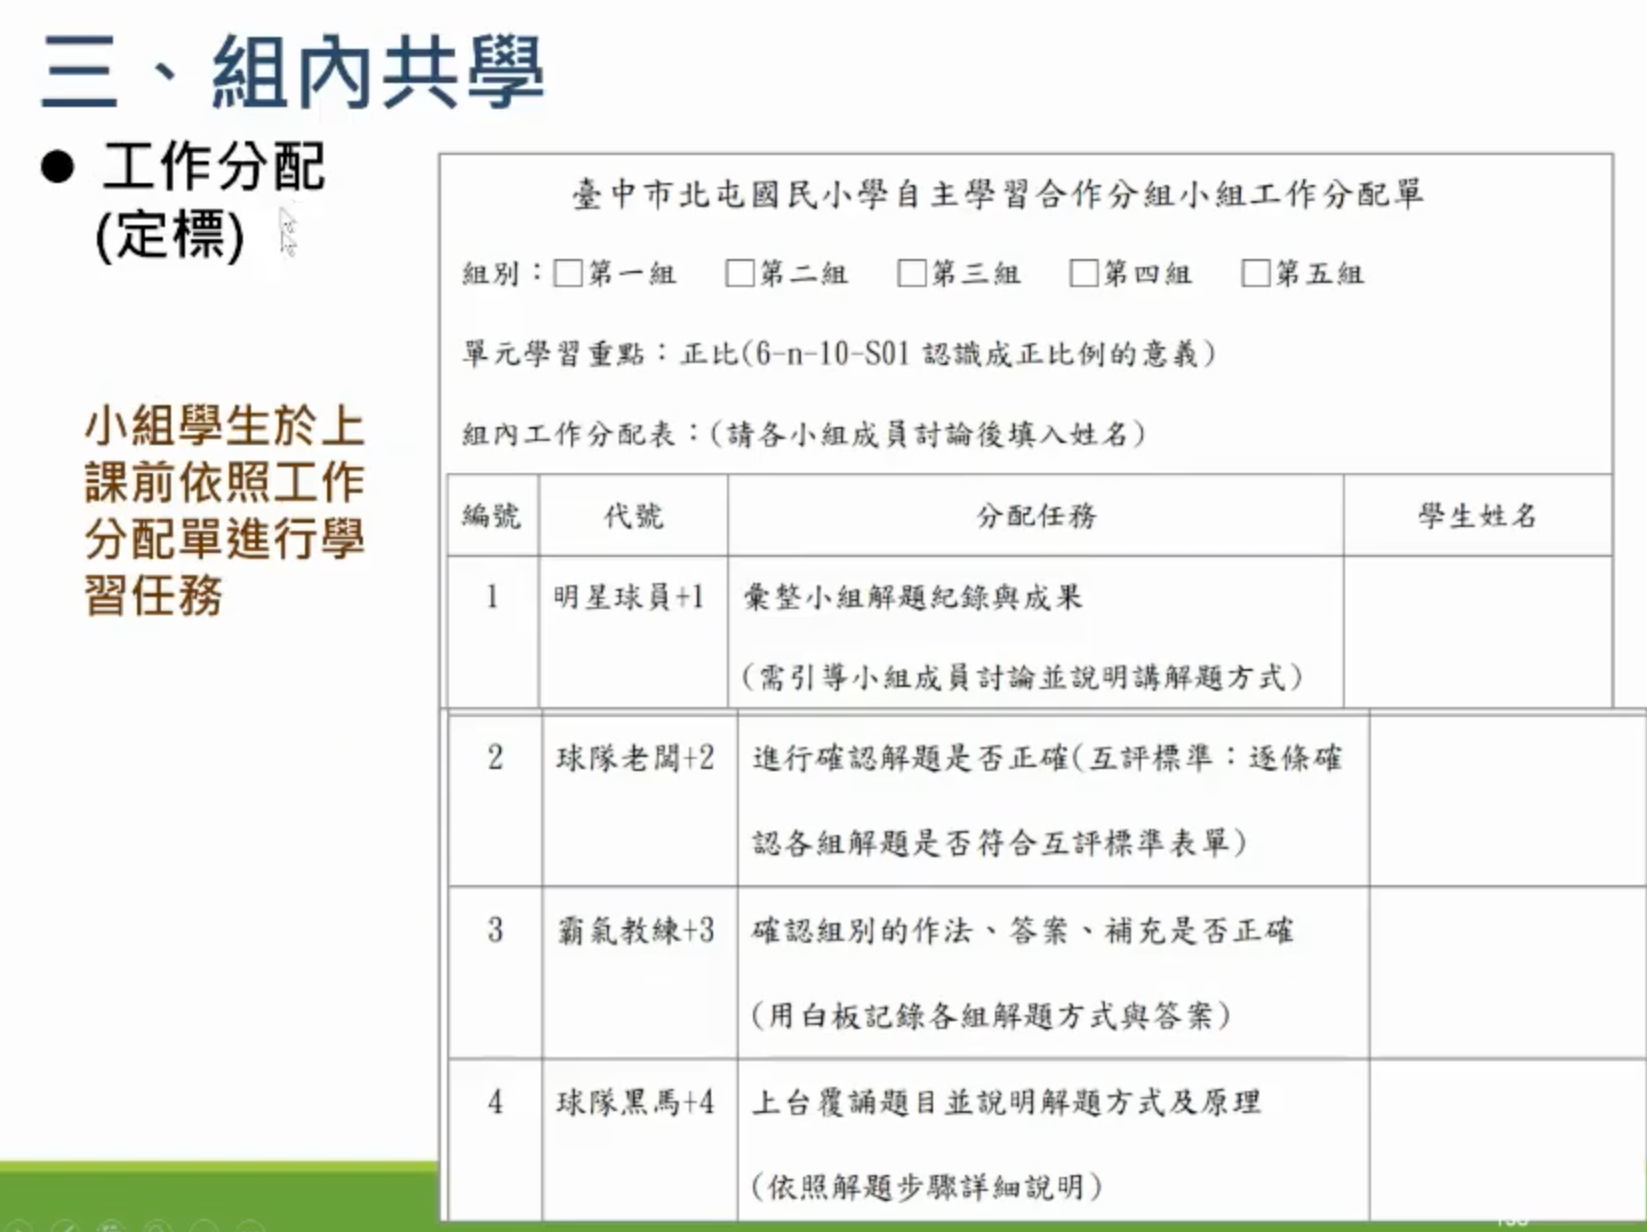 三、組內共學
● 工作分配
(定標)
小組學生於上
課前依照工作
分配單進行學
習任務
臺中市北屯國民小學自主學習合作分組小組工作分配單
組別：□第一組 □第二組 □第三組 □第四組 □第五組
單元學習重點：正比(6-n-10-S01 認識成正比例的意義)
組內工作分配表：(請各小組成員討論後填入姓名)
編號 代號 分配任務 學生姓名
1 明星球員+1 彙整小組解題紀錄與成果
(需引導小組成員討論並說明講解題方式)
2 球隊老闆+2 進行確認解題是否正確(互評標準：逐條確
認各組解題是否符合互評標準表單)
3 霸氣教練+3 確認組別的作法、答案、補充是否正確
(用白板記錄各組解題方式與答案)
4 球隊黑馬+4 上台覆誦題目並說明解題方式及原理
(依照解題步驟詳細說明)